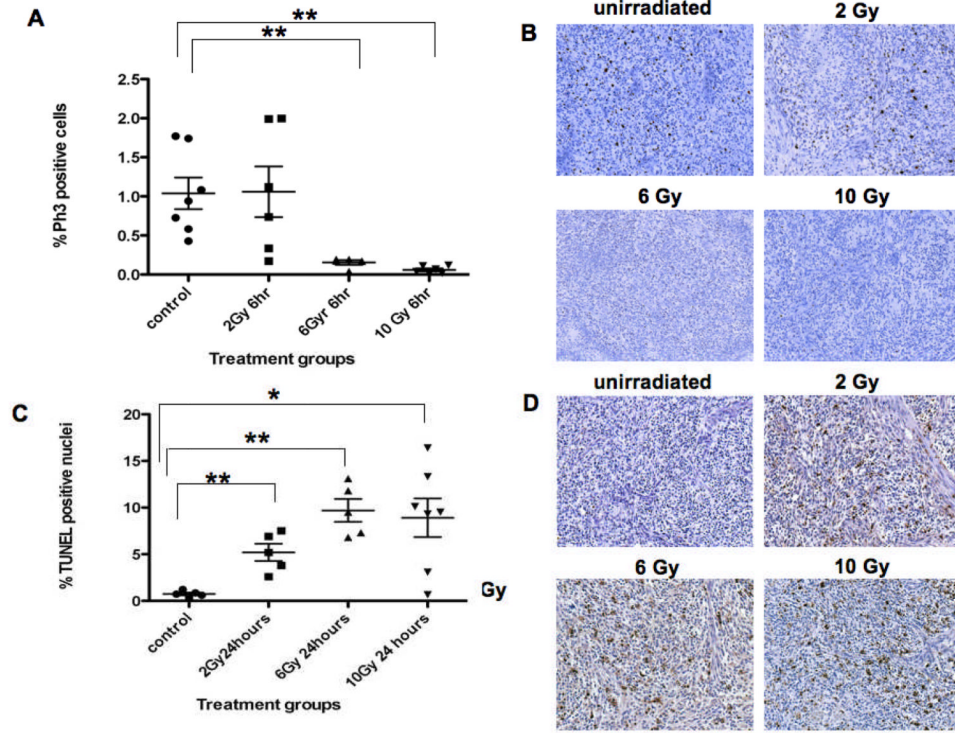 A
**
**
2.5
2.0
1.5
1.0
0.5
0.0
% Ph3 positive cells
control
2Gy 6hr
6Gyr 6hr
10 Gy 6hr
Treatment groups
B
unirradiated
2 Gy
6 Gy
10 Gy
C
*
**
**
20
15
10
5
0
% TUNEL positive nuclei
control
2Gy24hours
6Gy 24hours
10Gy 24 hours
Treatment groups
Gy
D
unirradiated
2 Gy
6 Gy
10 Gy